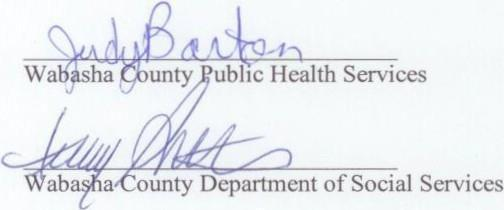 Judy Barton
Wabasha County Public Health Services
Wabasha County Department of Social Services